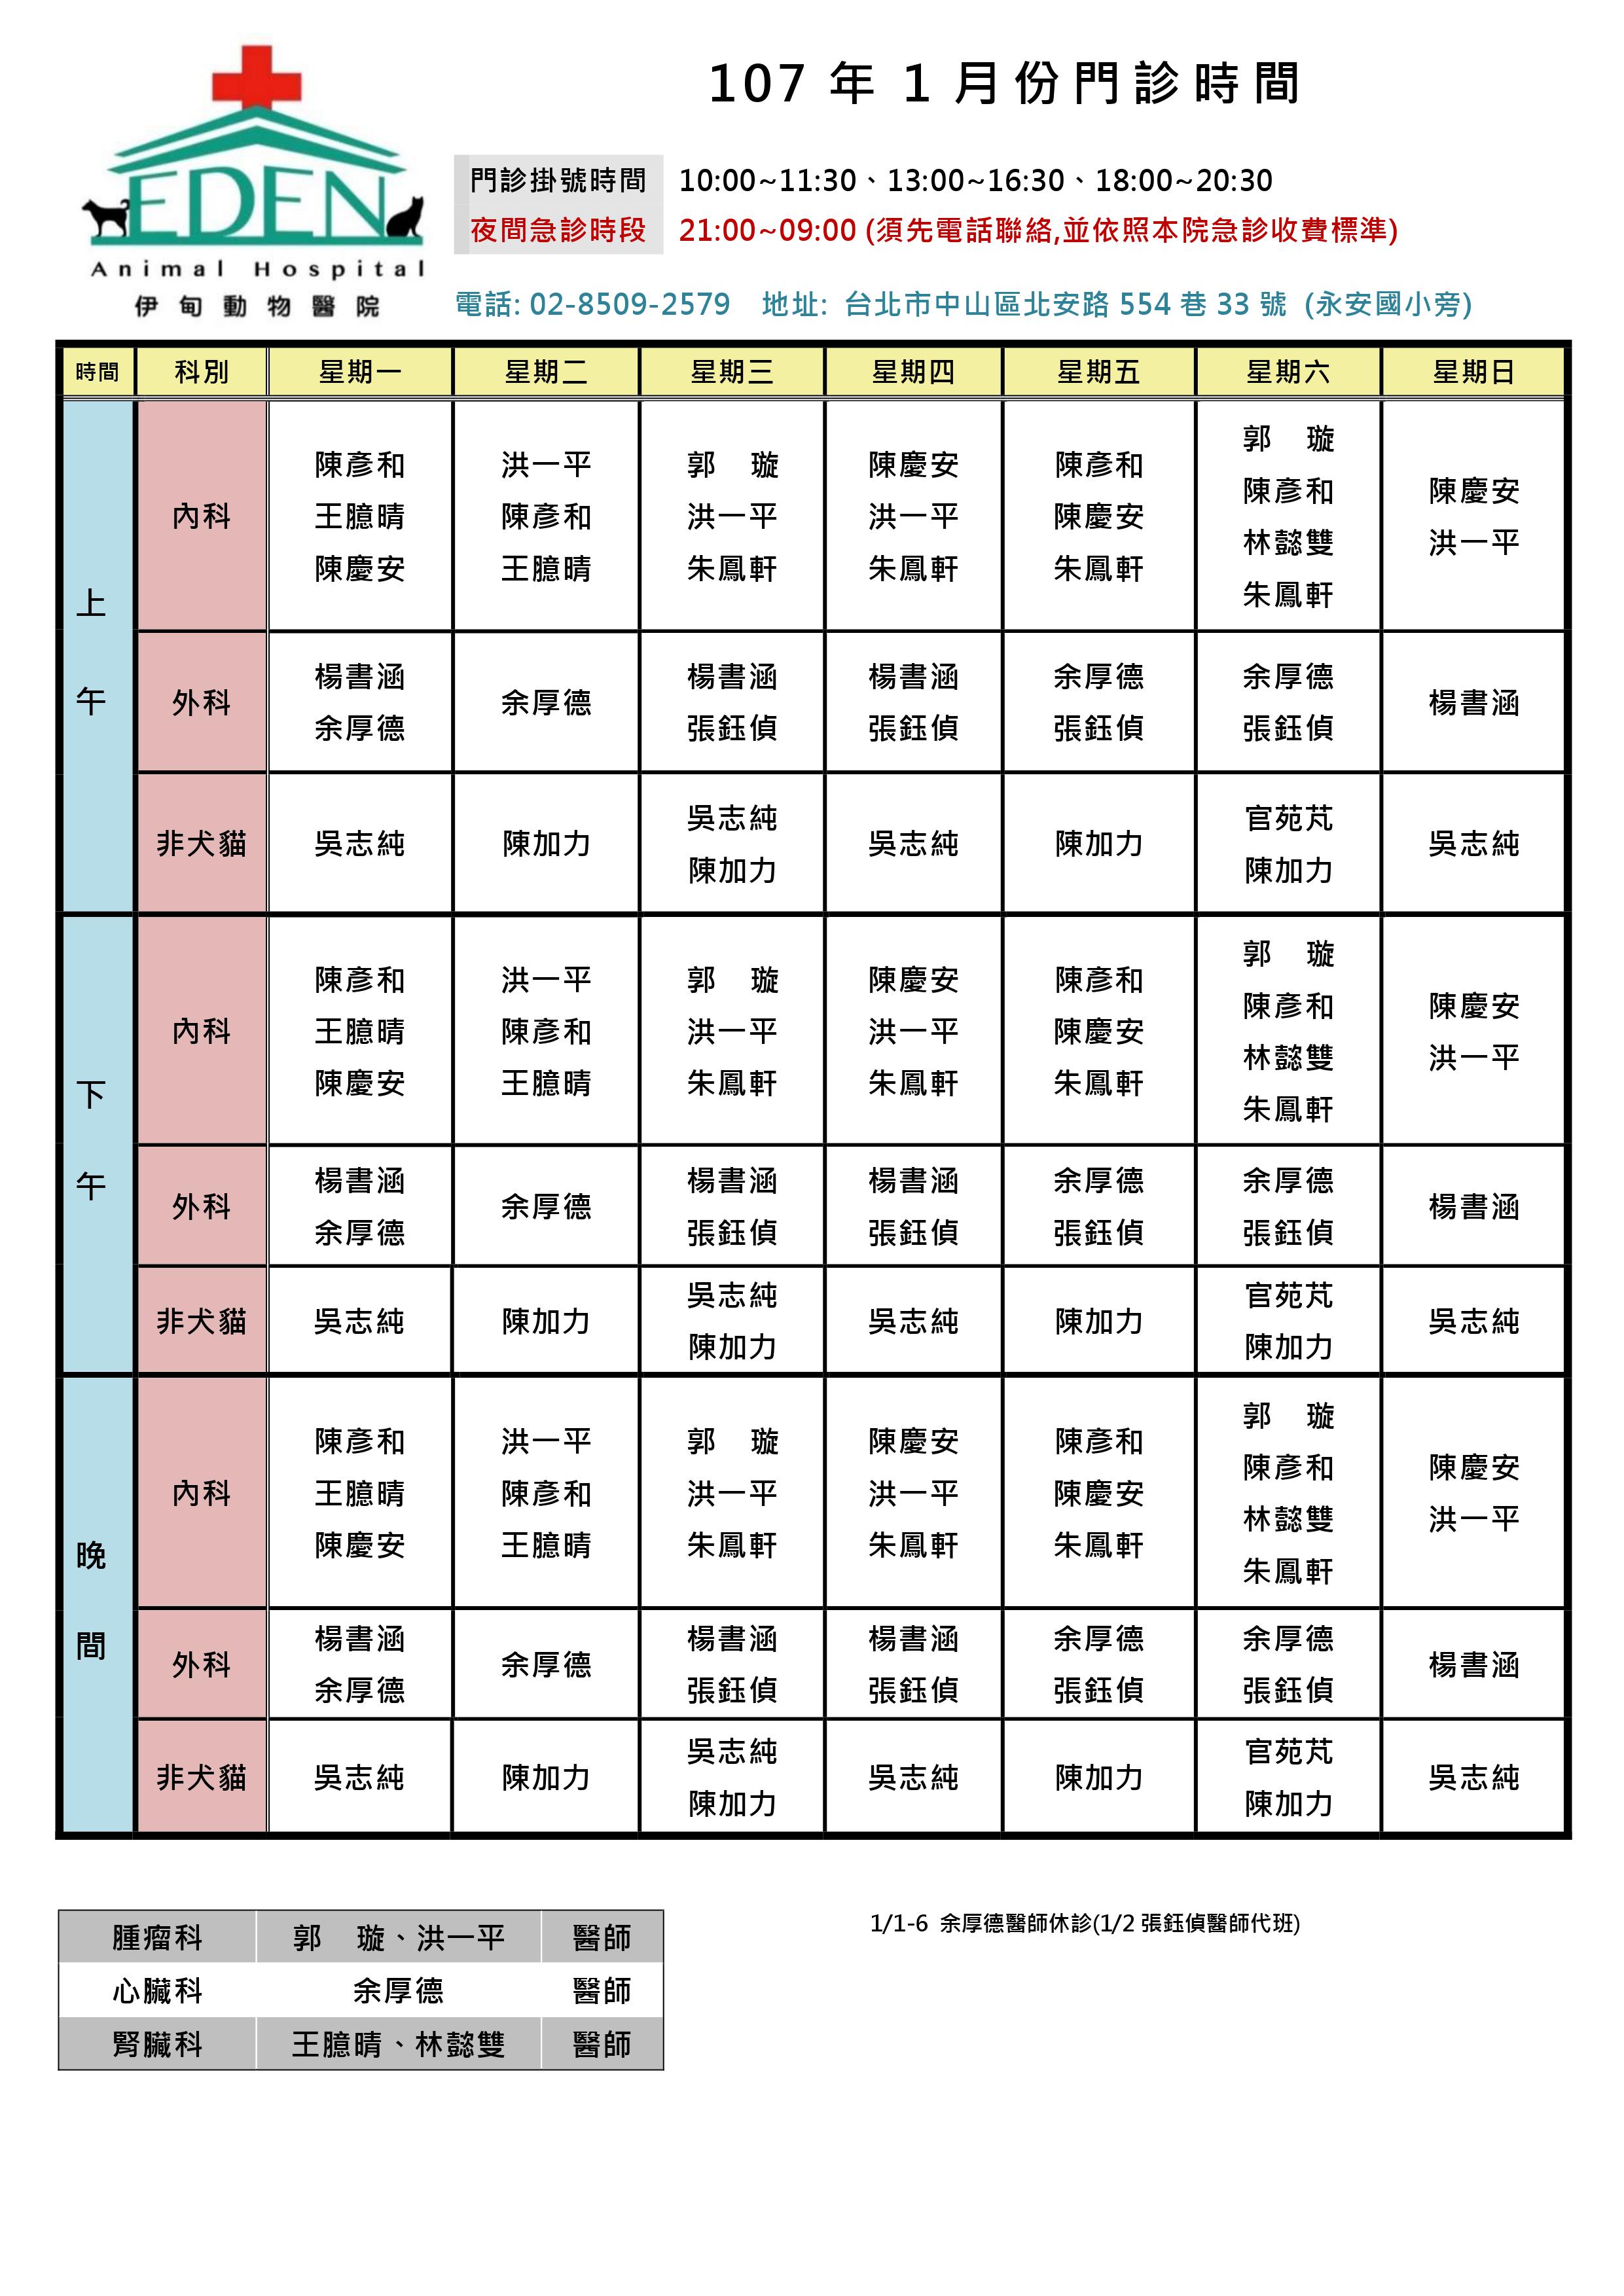 107 年 1 月份門診時間
EDEN
Animal Hospital
伊甸動物醫院
門診掛號時間 10:00~11:30、13:00~16:30、18:00~20:30
夜間急診時段 21:00~09:00 (須先電話聯絡,並依照本院急診收費標準)
電話: 02-8509-2579 地址: 台北市中山區北安路 554 巷 33 號 (永安國小旁)
時間 科別 星期一 星期二 星期三 星期四 星期五 星期六 星期日
上午
內科
陳彥和
王臆晴
陳慶安
洪一平
陳彥和
王臆晴
郭 璇
洪一平
朱鳳軒
陳慶安
洪一平
朱鳳軒
陳彥和
陳慶安
朱鳳軒
郭 璇
陳彥和
林懿雙
朱鳳軒
陳慶安
洪一平
外科
楊書涵
余厚德
余厚德
楊書涵
張鈺偵
楊書涵
張鈺偵
余厚德
張鈺偵
余厚德
張鈺偵
楊書涵
非犬貓
吳志純
陳加力
吳志純
陳加力
吳志純
陳加力
官苑芃
陳加力
吳志純
下午
內科
陳彥和
王臆晴
陳慶安
洪一平
陳彥和
王臆晴
郭 璇
洪一平
朱鳳軒
陳慶安
洪一平
朱鳳軒
陳彥和
陳慶安
朱鳳軒
郭 璇
陳彥和
林懿雙
朱鳳軒
陳慶安
洪一平
外科
楊書涵
余厚德
余厚德
楊書涵
張鈺偵
楊書涵
張鈺偵
余厚德
張鈺偵
余厚德
張鈺偵
楊書涵
非犬貓
吳志純
陳加力
吳志純
陳加力
吳志純
陳加力
官苑芃
陳加力
吳志純
晚間
內科
陳彥和
王臆晴
陳慶安
洪一平
陳彥和
王臆晴
郭 璇
洪一平
朱鳳軒
陳慶安
洪一平
朱鳳軒
陳彥和
陳慶安
朱鳳軒
郭 璇
陳彥和
林懿雙
朱鳳軒
陳慶安
洪一平
外科
楊書涵
余厚德
余厚德
楊書涵
張鈺偵
楊書涵
張鈺偵
余厚德
張鈺偵
余厚德
張鈺偵
楊書涵
非犬貓
吳志純
陳加力
吳志純
陳加力
吳志純
陳加力
官苑芃
陳加力
吳志純
腫瘤科 郭 璇、洪一平 醫師
心臟科 余厚德 醫師
腎臟科 王臆晴、林懿雙 醫師
1/1-6 余厚德醫師休診(1/2 張鈺偵醫師代班)